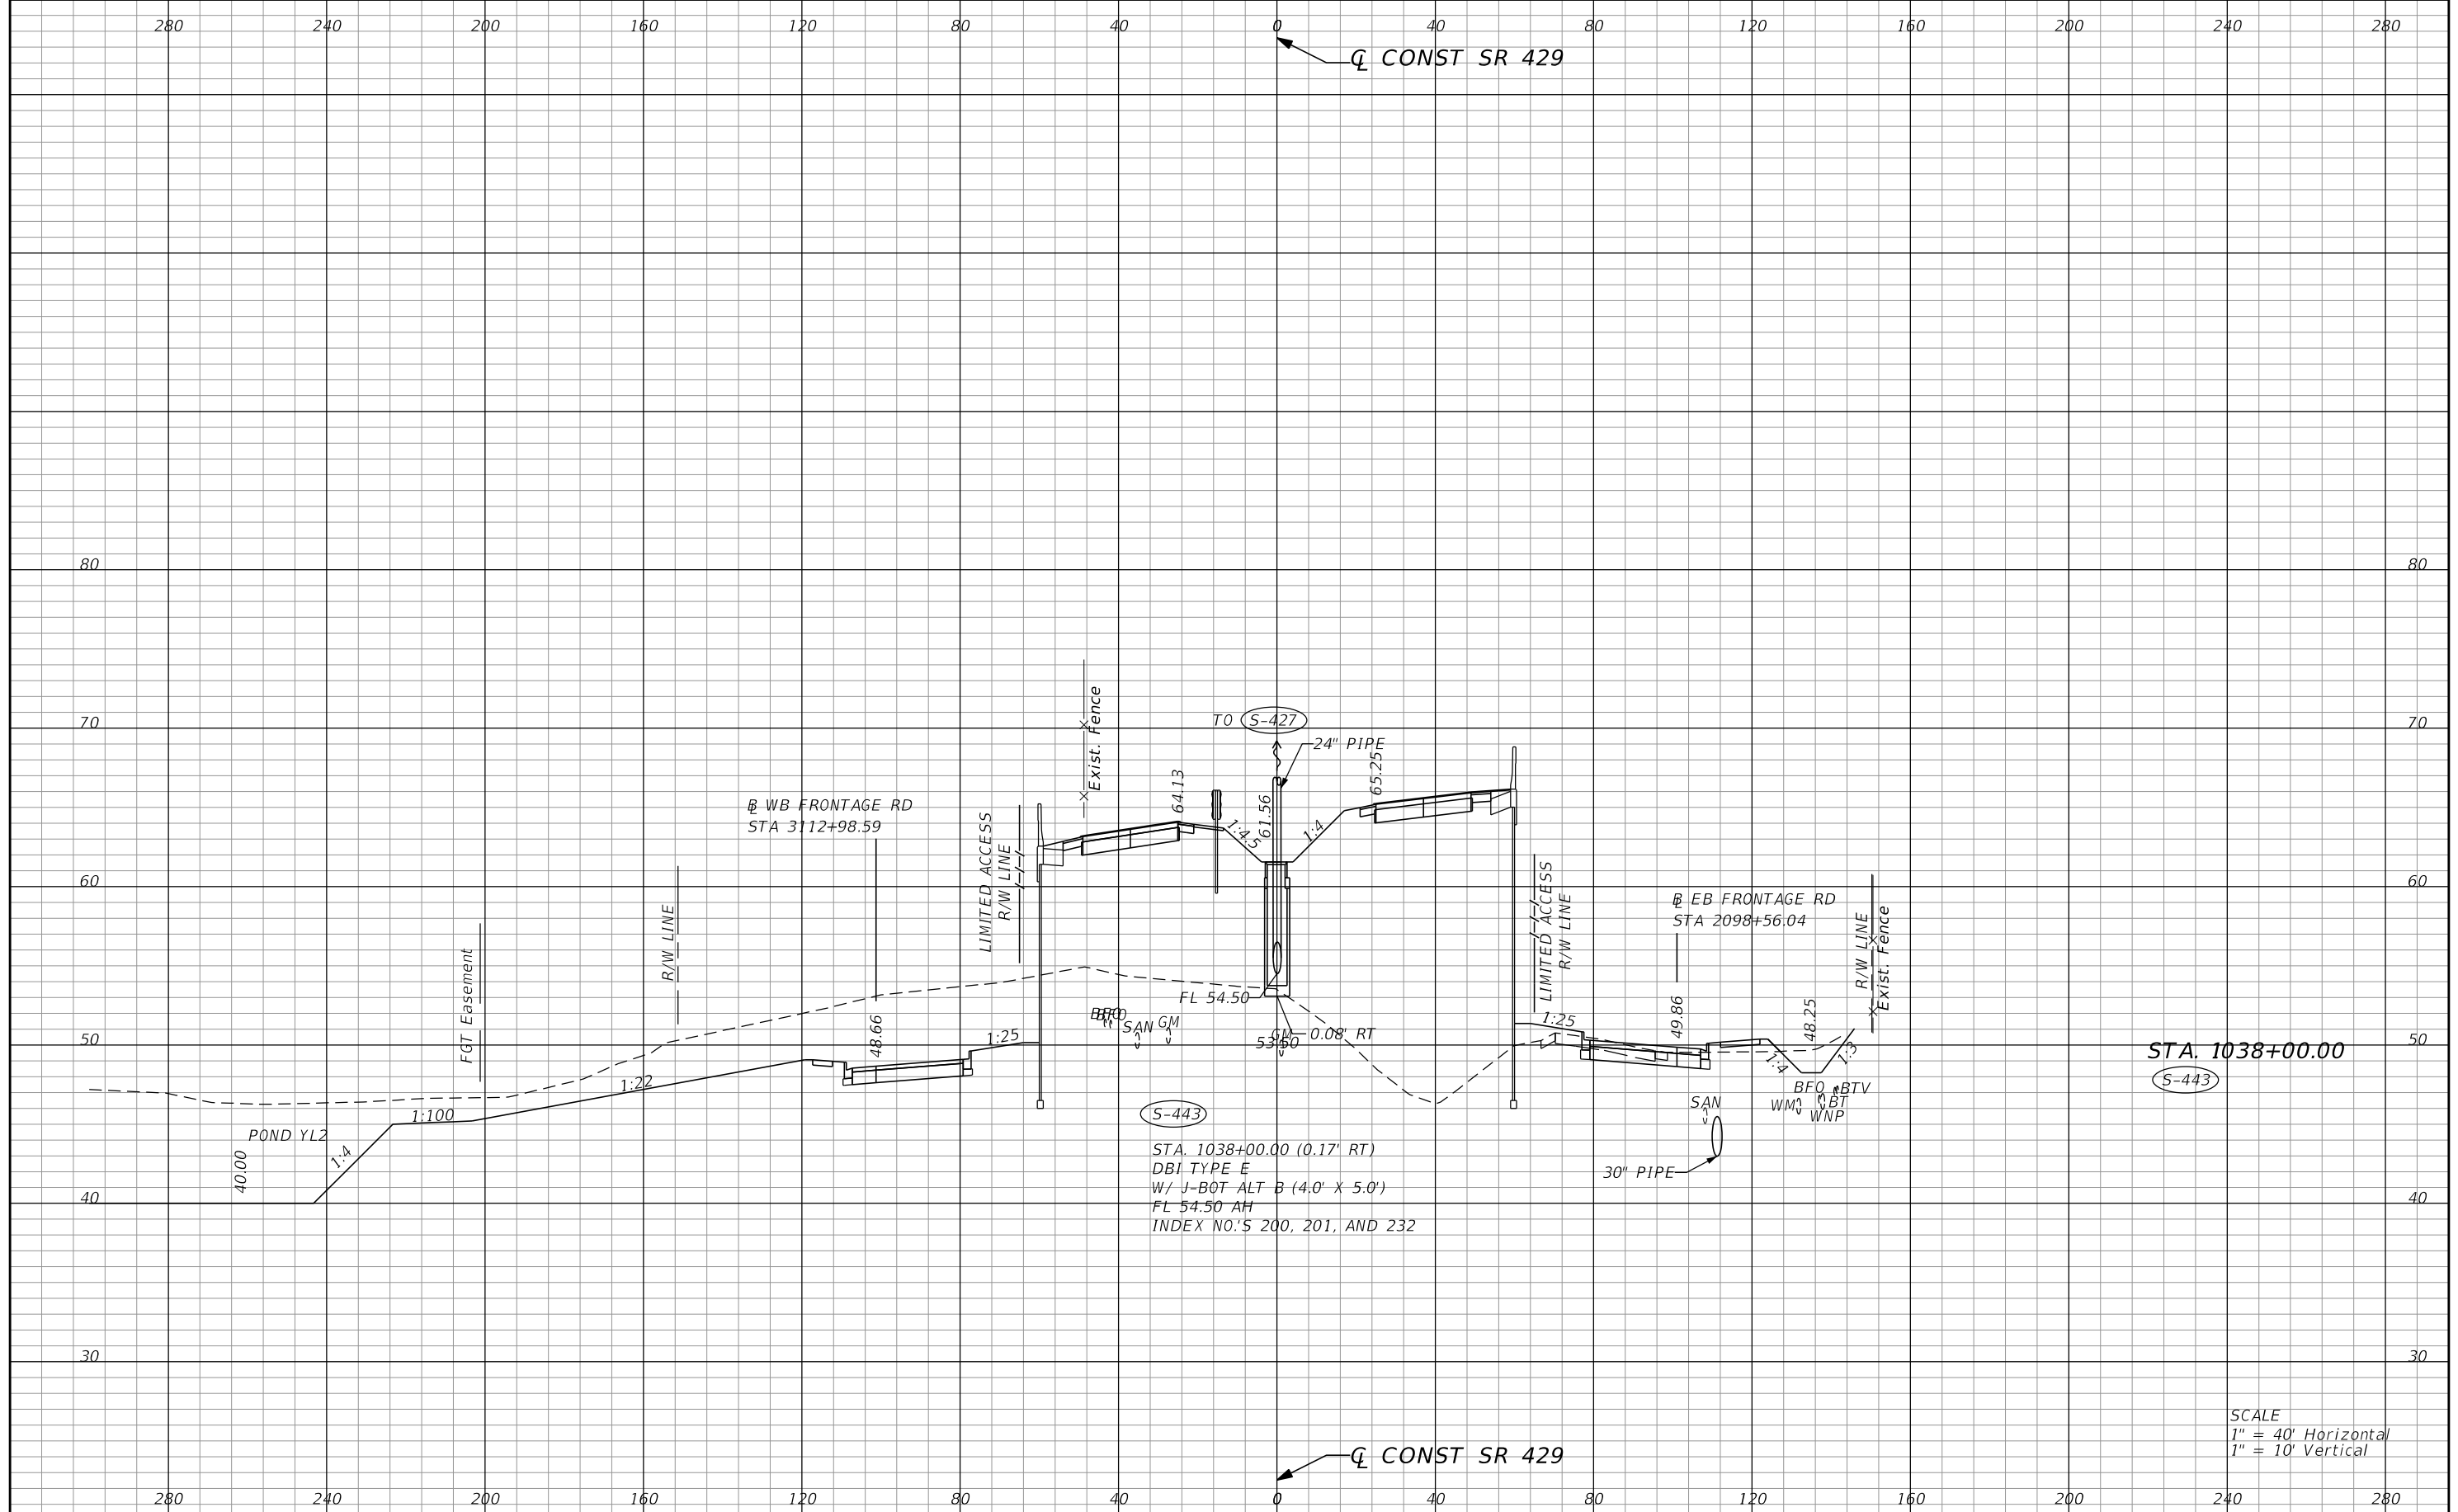 280 240 200 160 120 80 40 0 40 80 120 160 200 240 280
℄ CONST SR 429
80 80
70 70
60 60
50 50
40 40
30 30
Exist. Fence
TO S-427
24" PIPE
65.25
64.13
61.56
1:4.5
1:4
BL WB FRONTAGE RD
STA 3112+98.59
LIMITED ACCESS
R/W LINE
R/W LINE
FGT Easement
48.66
1:25
1:22
1:100
POND YL2
40.00
1:4
BFO
SAN
GM
FL 54.50
GM
0.08' RT
53.50
LIMITED ACCESS
R/W LINE
1:25
BL EB FRONTAGE RD
STA 2098+56.04
49.86
48.25
R/W LINE
Exist. Fence
1:4
1:3
BFO
BTV
BT
WM
WNP
SAN
30" PIPE
STA. 1038+00.00
S-443
S-443
STA. 1038+00.00 (0.17' RT)
DBI TYPE E
W/ J-BOT ALT B (4.0' X 5.0')
FL 54.50 AH
INDEX NO.'S 200, 201, AND 232
SCALE
1" = 40' Horizontal
1" = 10' Vertical
℄ CONST SR 429
280 240 200 160 120 80 40 0 40 80 120 160 200 240 280